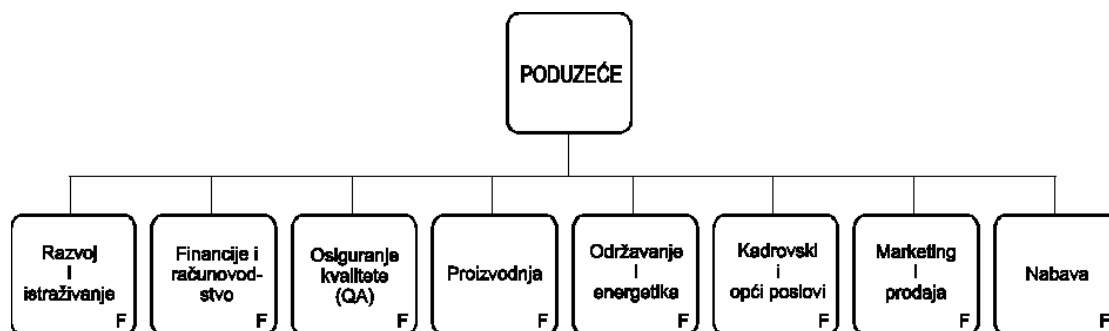 PODUZEĆE
Razvoj
i
istraživanje
F
Financije i
računovod-
stvo
F
Osiguranje
kvalitete
(QA)
F
Proizvodnja
F
Održavanje
i
energetika
F
Kadrovski
i
opći poslovi
F
Marketing
i
prodaja
F
Nabava
F